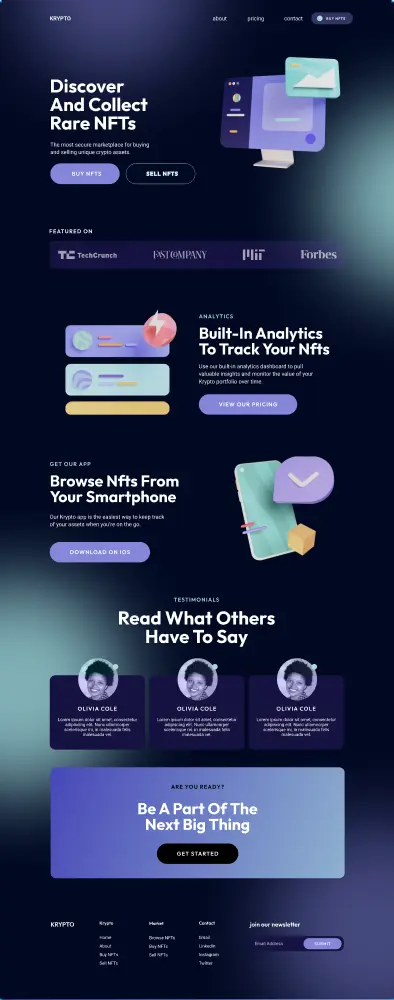 KRYPTO
about
pricing
contact
BUY NFTS
Discover
And Collect
Rare NFTs
The most secure marketplace for buying
and selling unique crypto assets.
BUY NFTS
SELL NFTS
FEATURED ON
TC TechCrunch
FAST COMPANY
MIT
Forbes
ANALYTICS
Built-In Analytics
To Track Your Nfts
Use our built-in analytics dashboard to pull
valuable insights and monitor the value of your
Krypto portfolio over time.
VIEW OUR PRICING
GET OUR APP
Browse Nfts From
Your Smartphone
Our Krypto app is the easiest way to keep track
of your assets when you're on the go.
DOWNLOAD ON IOS
TESTIMONIALS
Read What Others
Have To Say
OLIVIA COLE
Lorem ipsum dolor sit amet, consectetur
adipiscing elit. Nunc ullamcorper
scelerisque mi, in malesuada felis
malesuada vel.
OLIVIA COLE
Lorem ipsum dolor sit amet, consectetur
adipiscing elit. Nunc ullamcorper
scelerisque mi, in malesuada felis
malesuada vel.
OLIVIA COLE
Lorem ipsum dolor sit amet, consectetur
adipiscing elit. Nunc ullamcorper
scelerisque mi, in malesuada felis
malesuada vel.
ARE YOU READY?
Be A Part Of The
Next Big Thing
GET STARTED
KRYPTO
Krypto
Home
About
Buy NFTs
Sell NFTs
Market
Browse NFTs
Buy NFTs
Sell NFTs
Contact
Email
LinkedIn
Instagram
Twitter
join our newsletter
Email Address
SUBMIT